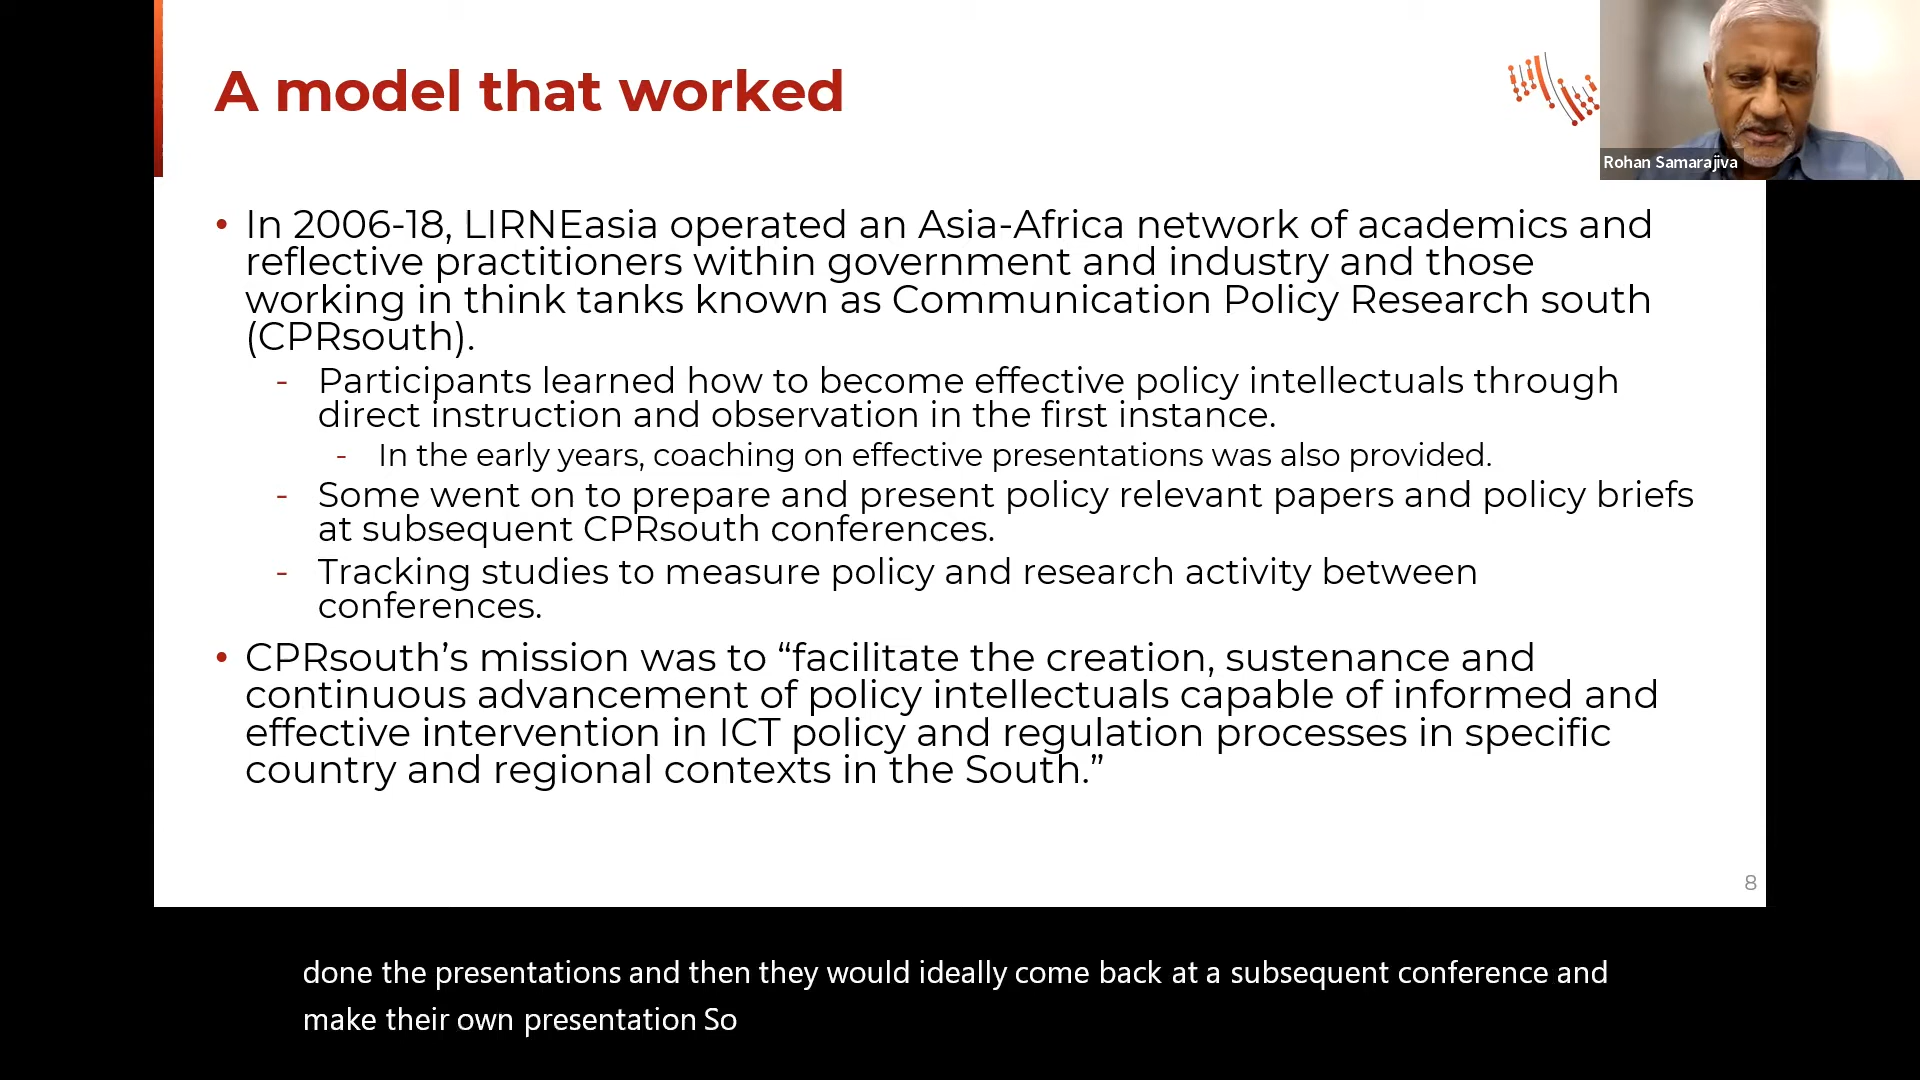 A model that worked
Rohan Samarajiva
• In 2006-18, LIRNEasia operated an Asia-Africa network of academics and
reflective practitioners within government and industry and those
working in think tanks known as Communication Policy Research south
(CPRsouth).
- Participants learned how to become effective policy intellectuals through
direct instruction and observation in the first instance.
- In the early years, coaching on effective presentations was also provided.
- Some went on to prepare and present policy relevant papers and policy briefs
at subsequent CPRsouth conferences.
- Tracking studies to measure policy and research activity between
conferences.
• CPRsouth’s mission was to “facilitate the creation, sustenance and
continuous advancement of policy intellectuals capable of informed and
effective intervention in ICT policy and regulation processes in specific
country and regional contexts in the South.”
8
done the presentations and then they would ideally come back at a subsequent conference and
make their own presentation So